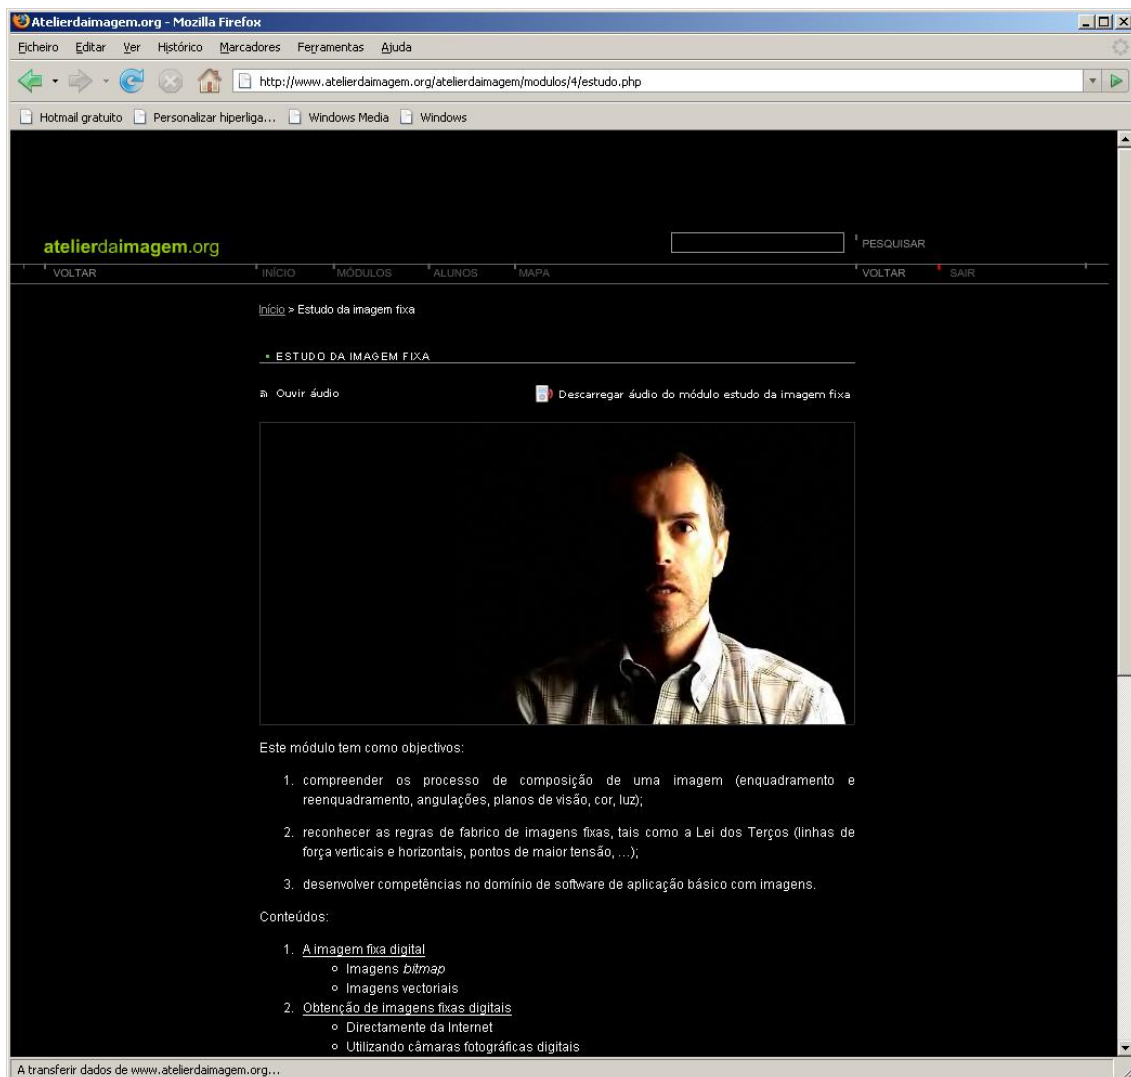 Atelierdaimagem.org - Mozilla Firefox
Ficheiro Editar Ver Histórico Marcadores Ferramentas Ajuda
http://www.atelierdaimagem.org/atelierdaimagem/modulos/4/estudo.php
Hotmail gratuito Personalizar hiperliga... Windows Media Windows
atelierdaimagem.org PESQUISAR
VOLTAR INÍCIO MÓDULOS ALUNOS MAPA VOLTAR SAIR
Início > Estudo da imagem fixa
ESTUDO DA IMAGEM FIXA
Ouvir áudio Descarregar áudio do módulo estudo da imagem fixa
Este módulo tem como objectivos:
1. compreender os processo de composição de uma imagem (enquadramento e
reenquadramento, angulações, planos de visão, cor, luz);
2. reconhecer as regras de fabrico de imagens fixas, tais como a Lei dos Terços (linhas de
força verticais e horizontais, pontos de maior tensão, ...);
3. desenvolver competências no domínio de software de aplicação básico com imagens.
Conteúdos:
1. A imagem fixa digital
Imagens bitmap
Imagens vectoriais
2. Obtenção de imagens fixas digitais
Directamente da Internet
Utilizando câmaras fotográficas digitais
A transferir dados de www.atelierdaimagem.org...